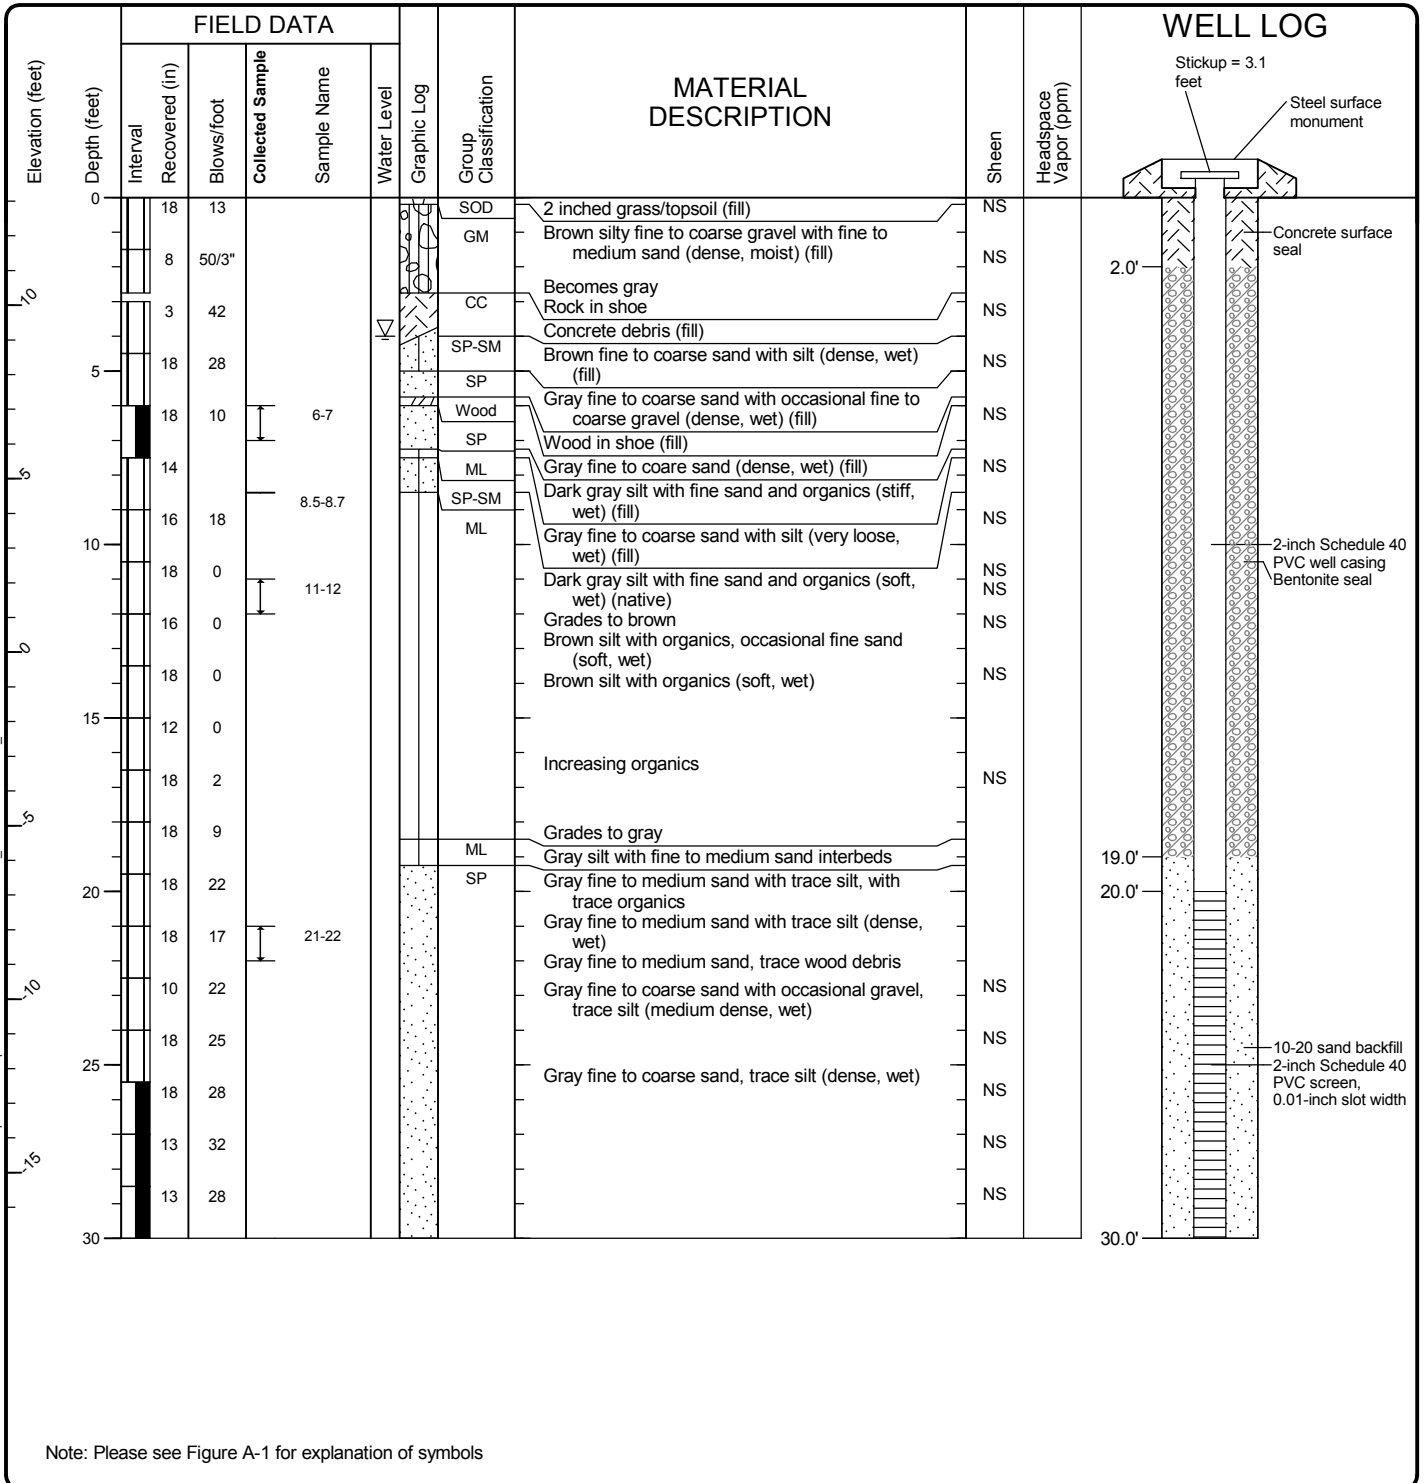 FIELD DATA
WELL LOG
Elevation (feet)
Depth (feet)
Interval
Recovered (in)
Blows/foot
Collected Sample
Sample Name
Water Level
Graphic Log
Group
Classification
MATERIAL
DESCRIPTION
Sheen
Headspace
Vapor (ppm)
Stickup = 3.1
feet
Steel surface
monument
0
18 13
SOD
2 inched grass/topsoil (fill)
NS
GM
Brown silty fine to coarse gravel with fine to
medium sand (dense, moist) (fill)
Concrete surface
seal
8 50/3"
NS
2.0'
Becomes gray
10
CC
Rock in shoe
3 42
NS
Concrete debris (fill)
SP-SM
Brown fine to coarse sand with silt (dense, wet)
(fill)
18 28
NS
5
SP
Gray fine to coarse sand with occasional fine to
coarse gravel (dense, wet) (fill)
Wood
18 10 6-7
NS
SP
Wood in shoe (fill)
14
ML
Gray fine to coare sand (dense, wet) (fill)
NS
5
SP-SM
Dark gray silt with fine sand and organics (stiff,
wet) (fill)
8.5-8.7
16 18
ML
NS
Gray fine to coarse sand with silt (very loose,
wet) (fill)
10
2-inch Schedule 40
PVC well casing
Bentonite seal
18 0
NS
Dark gray silt with fine sand and organics (soft,
wet) (native)
11-12
NS
16 0
Grades to brown
NS
Brown silt with organics, occasional fine sand
(soft, wet)
0
18 0
Brown silt with organics (soft, wet)
NS
15
12 0
Increasing organics
18 2
NS
-5
18 9
Grades to gray
ML
Gray silt with fine to medium sand interbeds
19.0'
SP
18 22
Gray fine to medium sand with trace silt, with
trace organics
20
20.0'
Gray fine to medium sand with trace silt (dense,
wet)
18 17 21-22
Gray fine to medium sand, trace wood debris
10 22
NS
-10
Gray fine to coarse sand with occasional gravel,
trace silt (medium dense, wet)
18 25
NS
10-20 sand backfill
25
2-inch Schedule 40
PVC screen,
0.01-inch slot width
Gray fine to coarse sand, trace silt (dense, wet)
18 28
NS
13 32
NS
-15
13 28
NS
30
30.0'
Note: Please see Figure A-1 for explanation of symbols